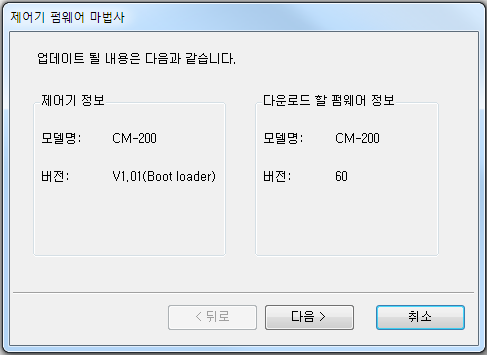 제어기 펌웨어 마법사
업데이트 될 내용은 다음과 같습니다.
제어기 정보
모델명: CM-200
버전: V1.01(Boot loader)
다운로드 할 펌웨어 정보
모델명: CM-200
버전: 60
< 뒤로
다음 >
취소